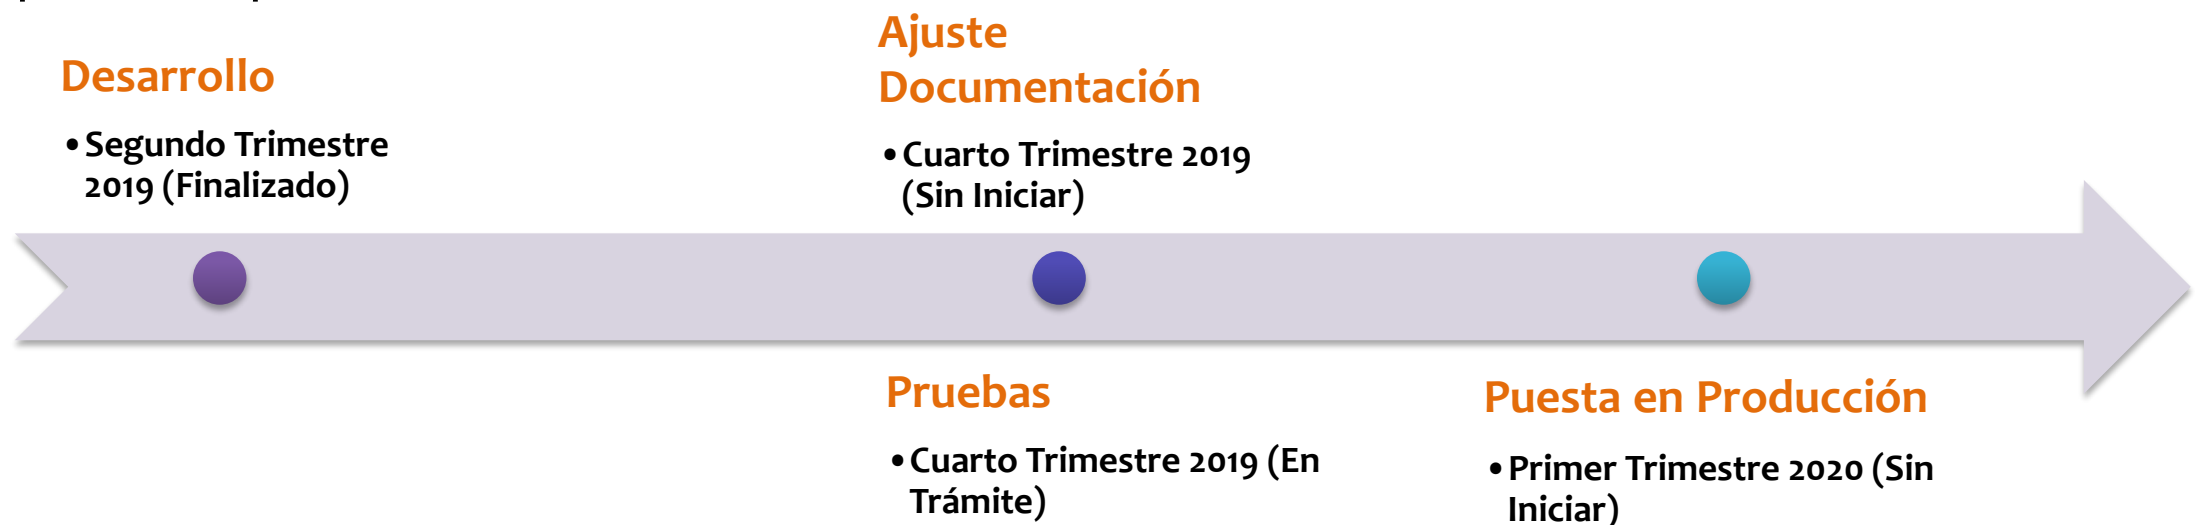 Desarrollo
• Segundo Trimestre
2019 (Finalizado)
Ajuste
Documentación
• Cuarto Trimestre 2019
(Sin Iniciar)
Pruebas
• Cuarto Trimestre 2019 (En
Trámite)
Puesta en Producción
• Primer Trimestre 2020 (Sin
Iniciar)